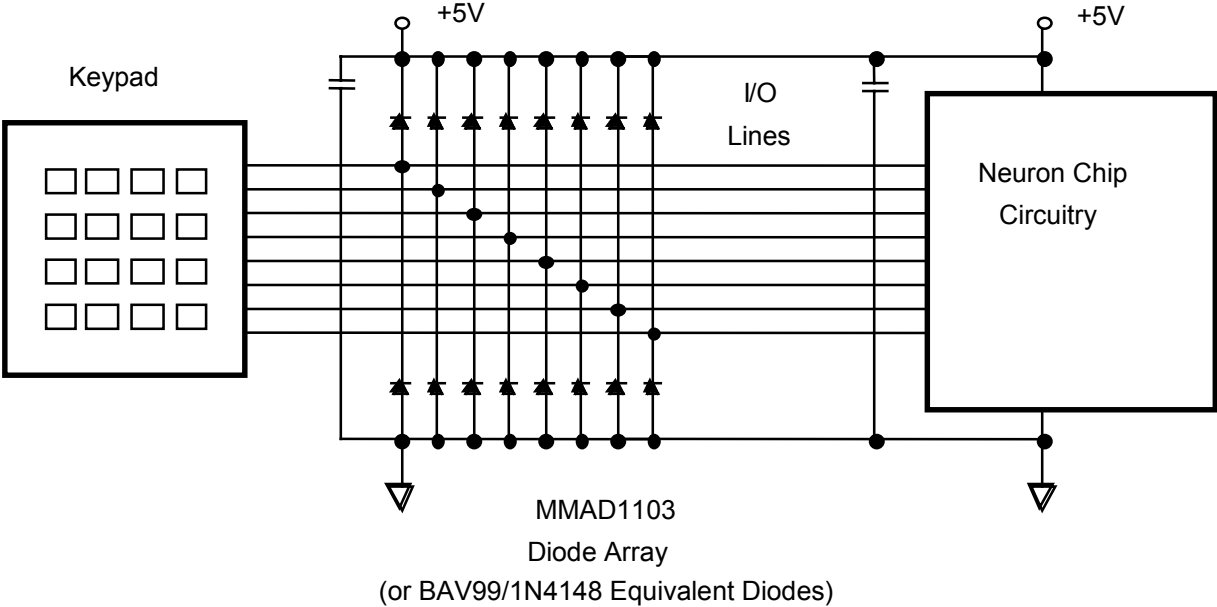 +5V
+5V
Keypad
I/O
Lines
Neuron Chip
Circuitry
MMAD1103
Diode Array
(or BAV99/1N4148 Equivalent Diodes)